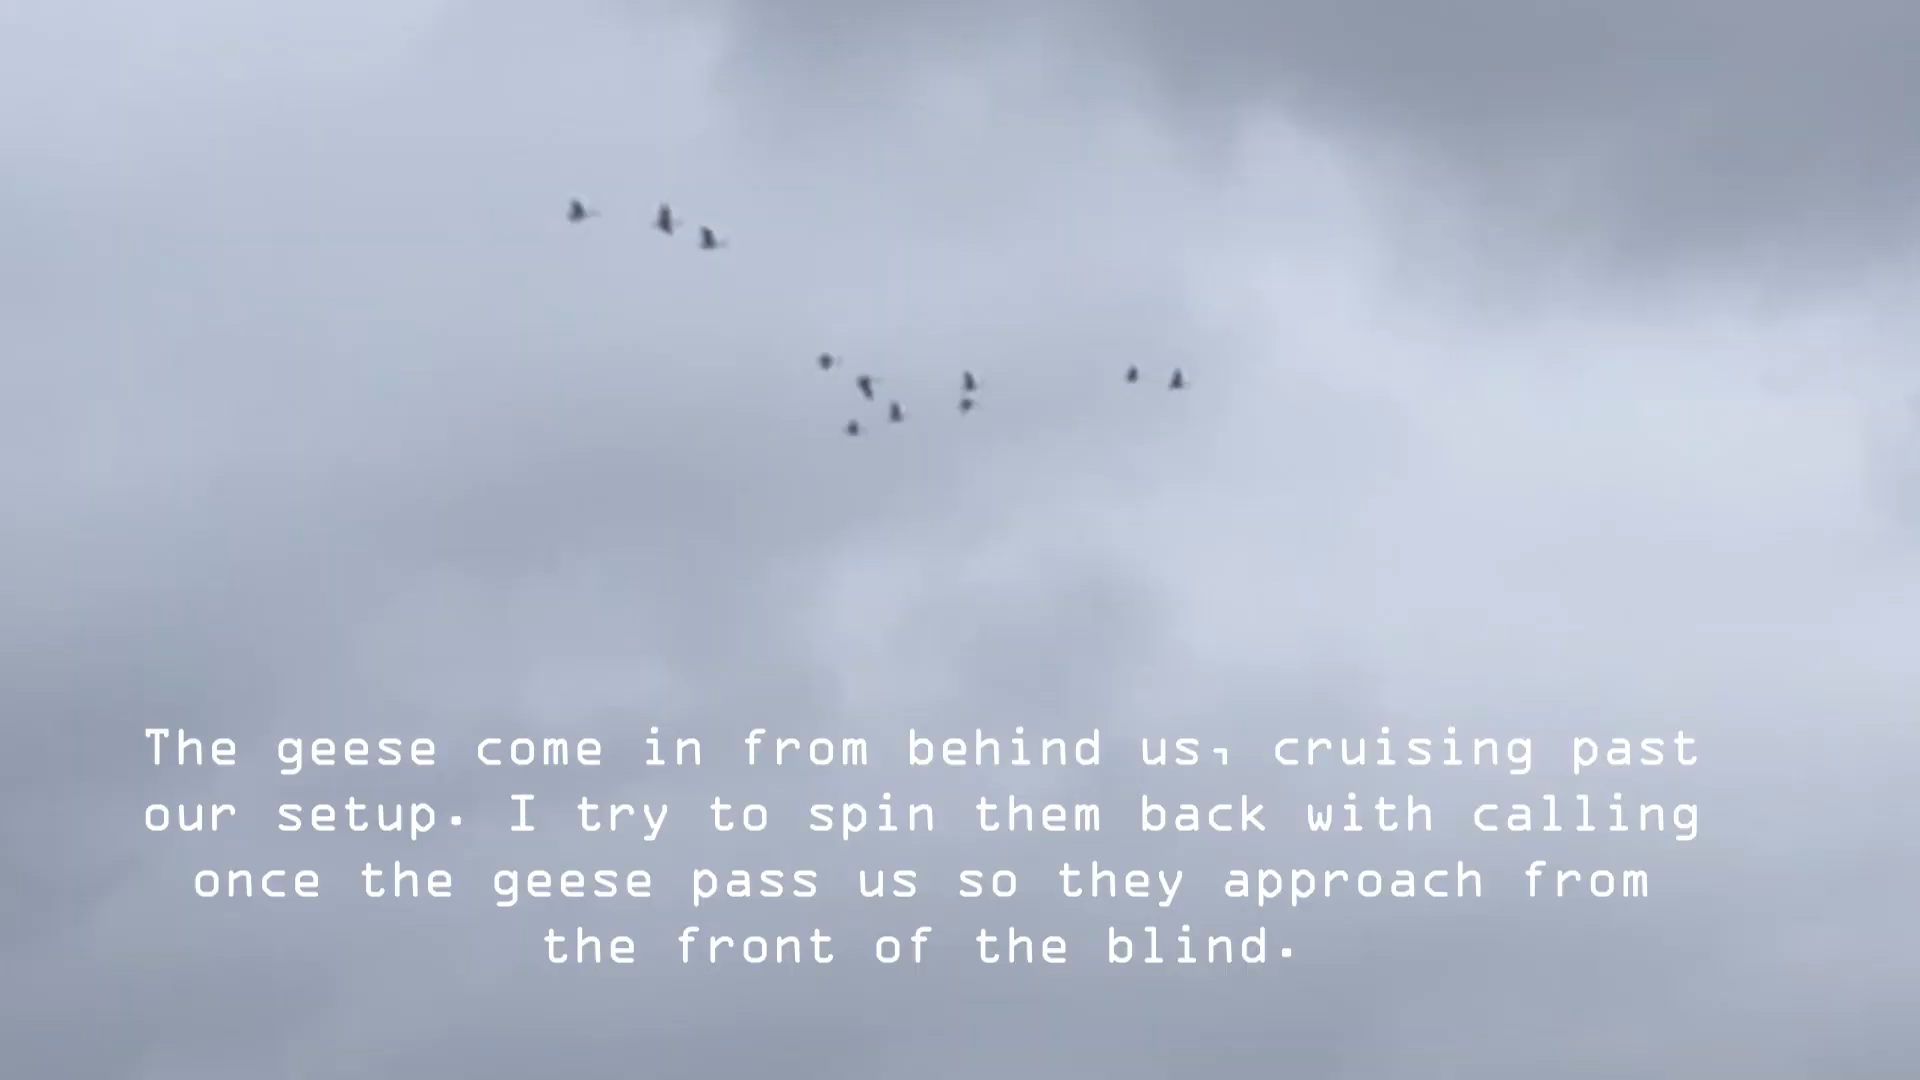 The geese come in from behind us, cruising past
our setup. I try to spin them back with calling
once the geese pass us so they approach from
the front of the blind.